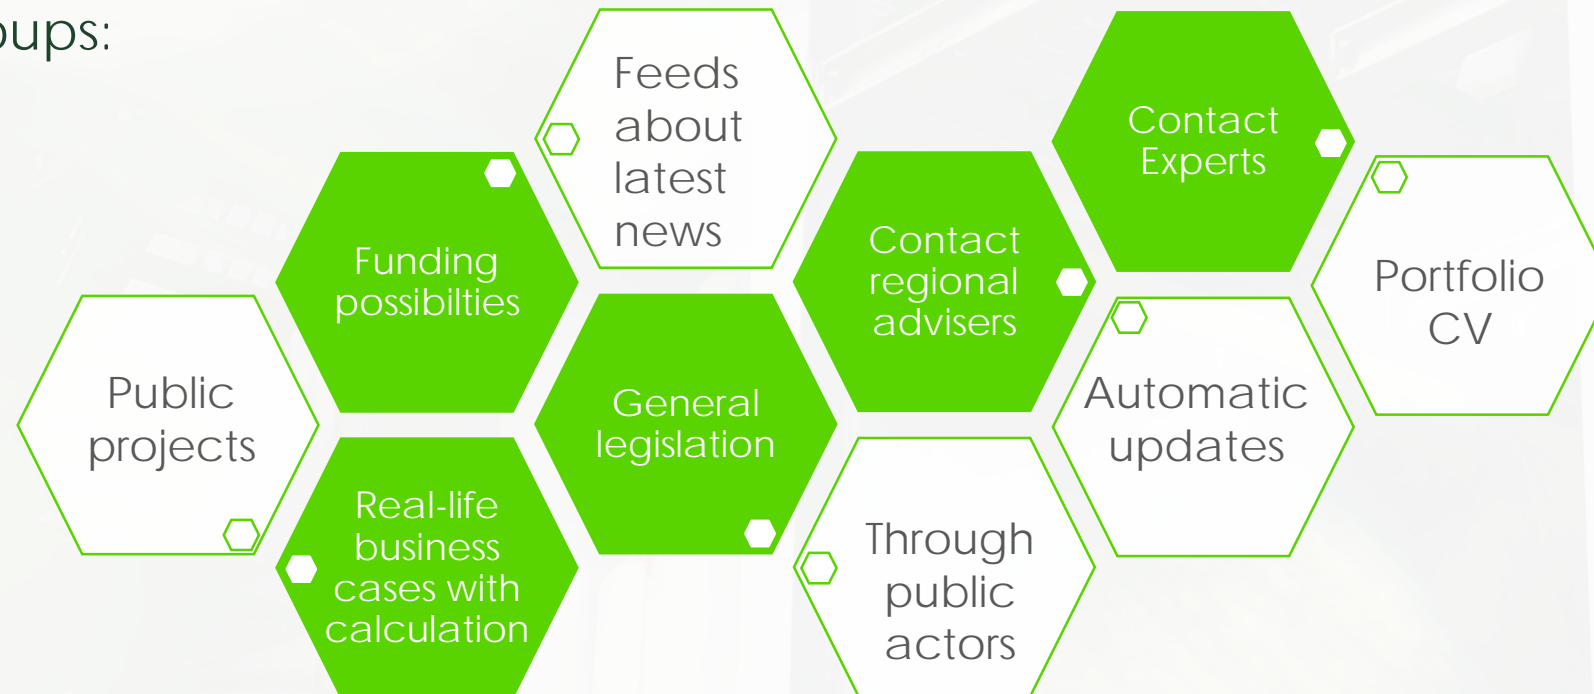 Feeds
about
latest
news
Contact
Experts
Funding
possibilties
Contact
regional
advisers
Portfolio
CV
Public
projects
General
legislation
Automatic
updates
Real-life
business
cases with
calculation
Through
public
actors